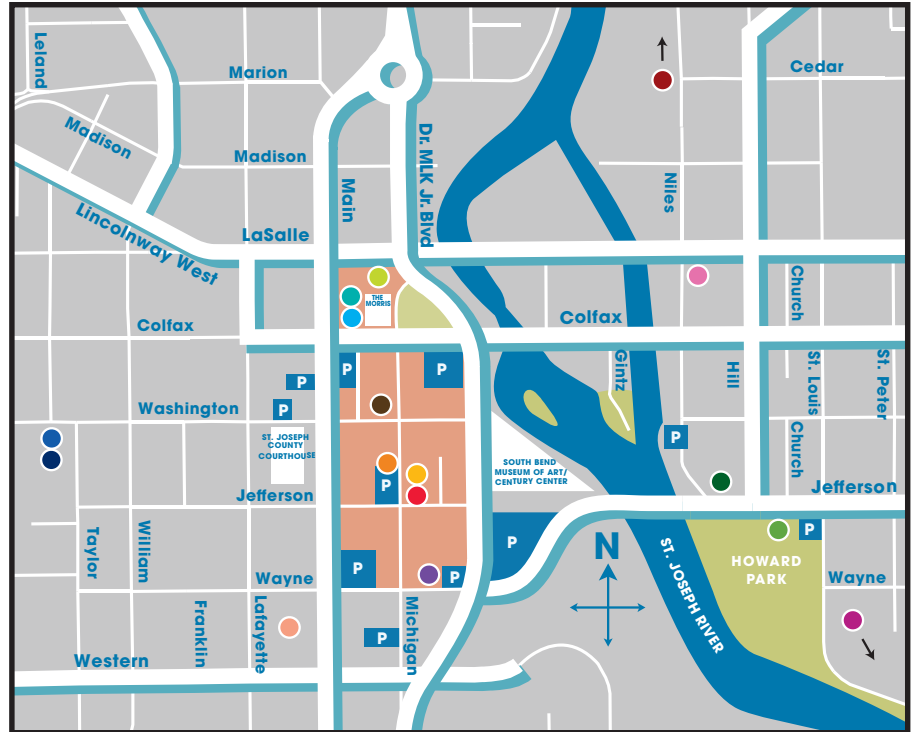 Leland
Marion
Cedar
Madison
Madison
Dr. MLK Jr. Blvd
Main
Niles
Lincolnway West
LaSalle
THE
MORRIS
Church
Colfax
Colfax
Gintz
Hill
St. Louis
St. Peter
P
P
P
P
Washington
Church
P
ST. JOSEPH
COUNTY
COURTHOUSE
SOUTH BEND
MUSEUM OF ART/
CENTURY CENTER
P
Jefferson
Jefferson
Taylor
William
P
N
P
ST. JOSEPH RIVER
HOWARD
PARK
P
P
Wayne
Wayne
Franklin
Lafayette
Michigan
P
Western